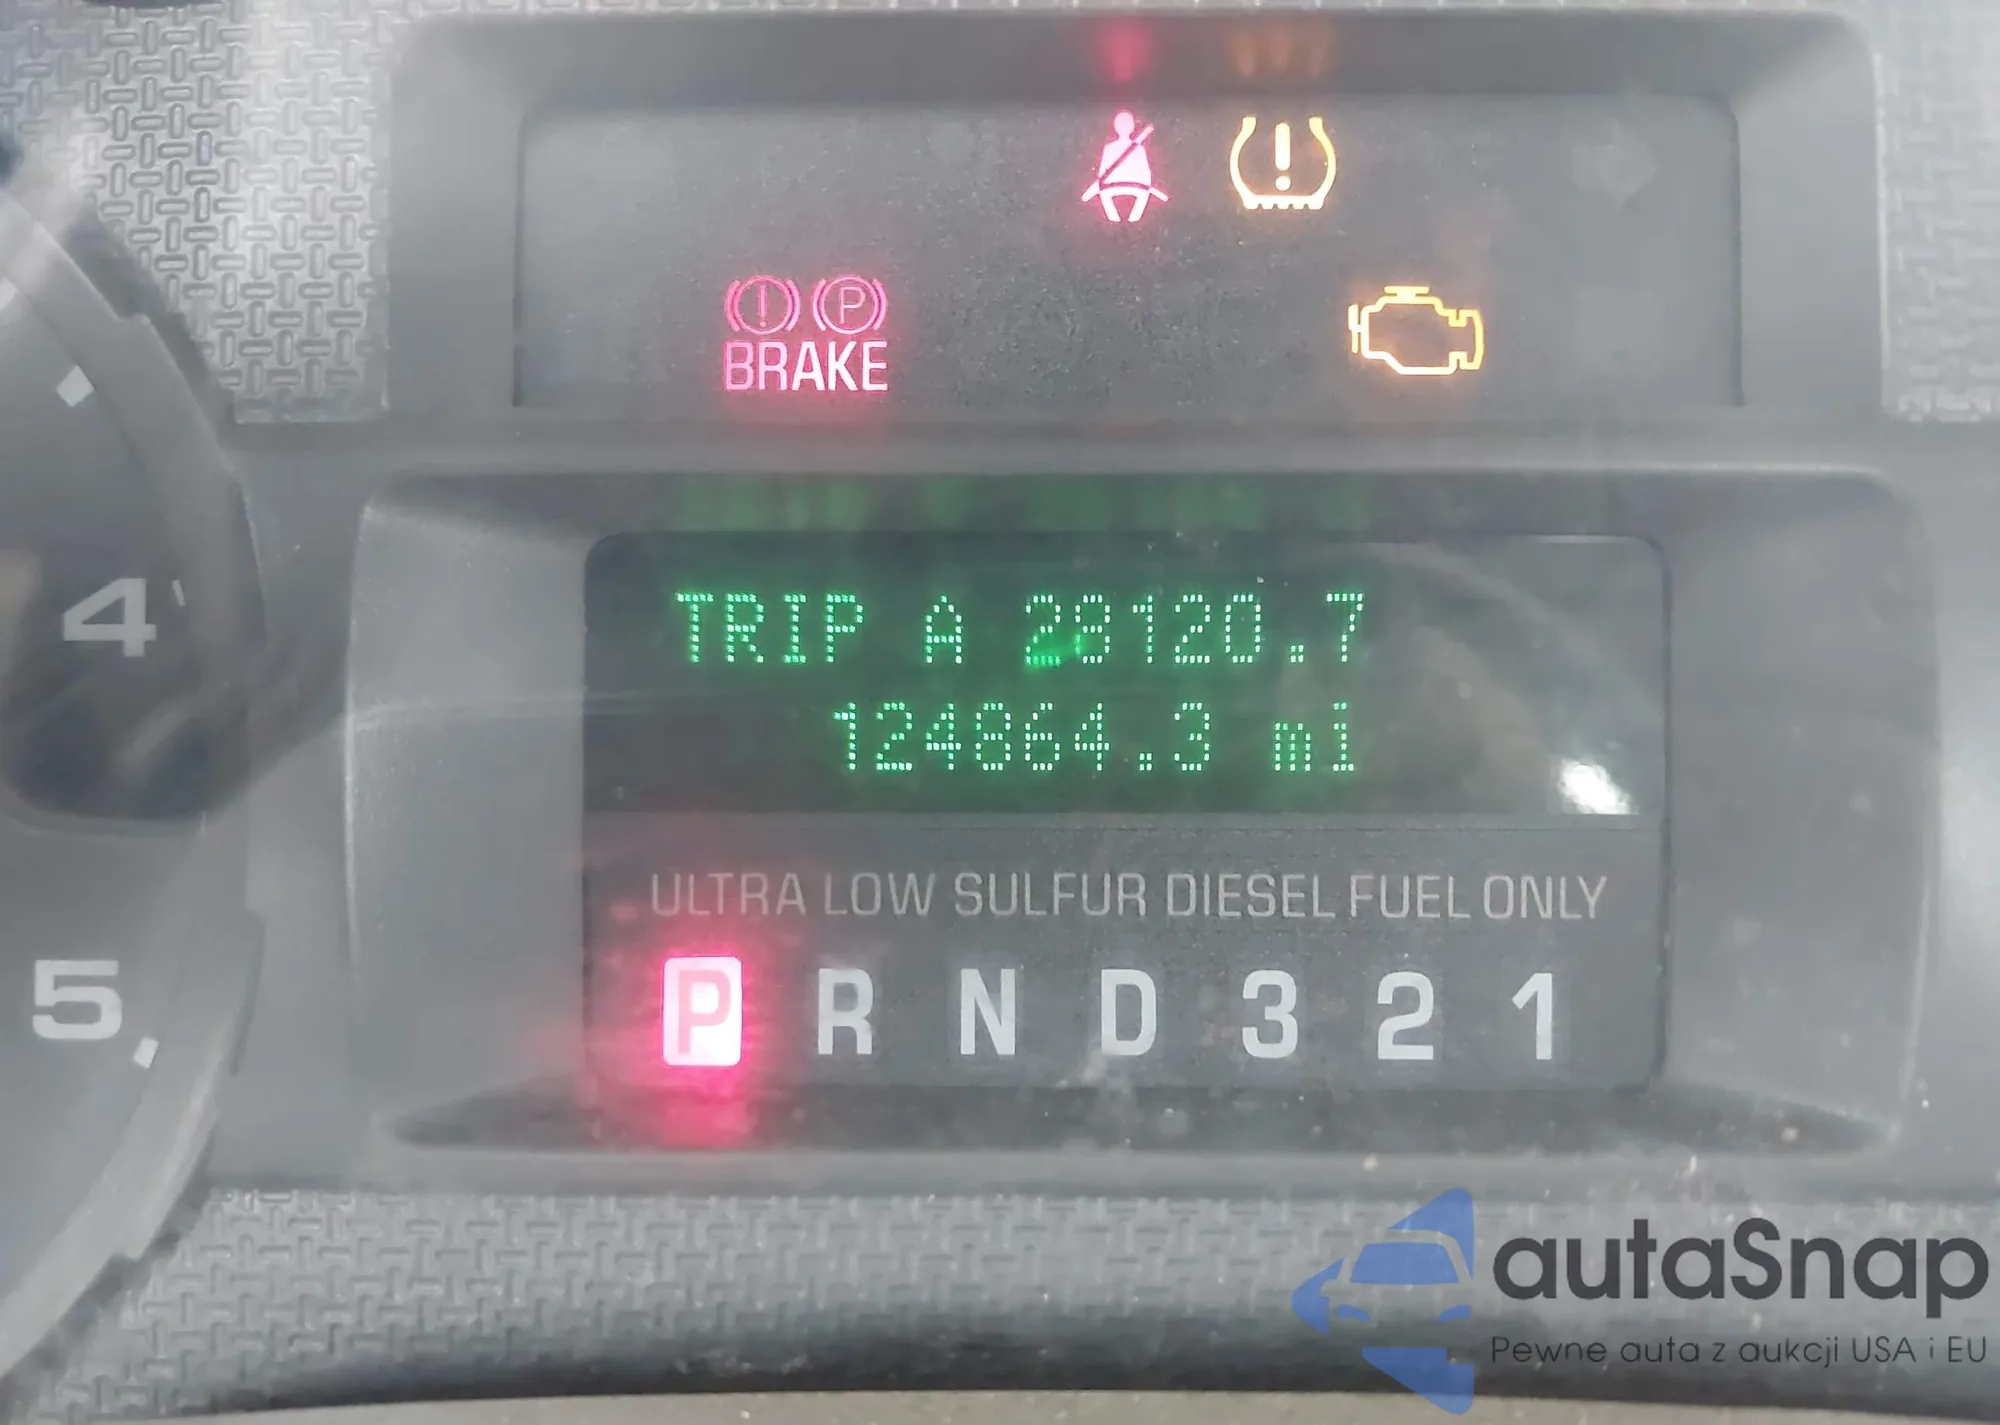 BRAKE
TRIP A 29120.7
124864.3 mi
ULTRA LOW SULFUR DIESEL FUEL ONLY
P R N D 3 2 1
4
5
autaSnap
Pewne auta z aukcji USA i EU